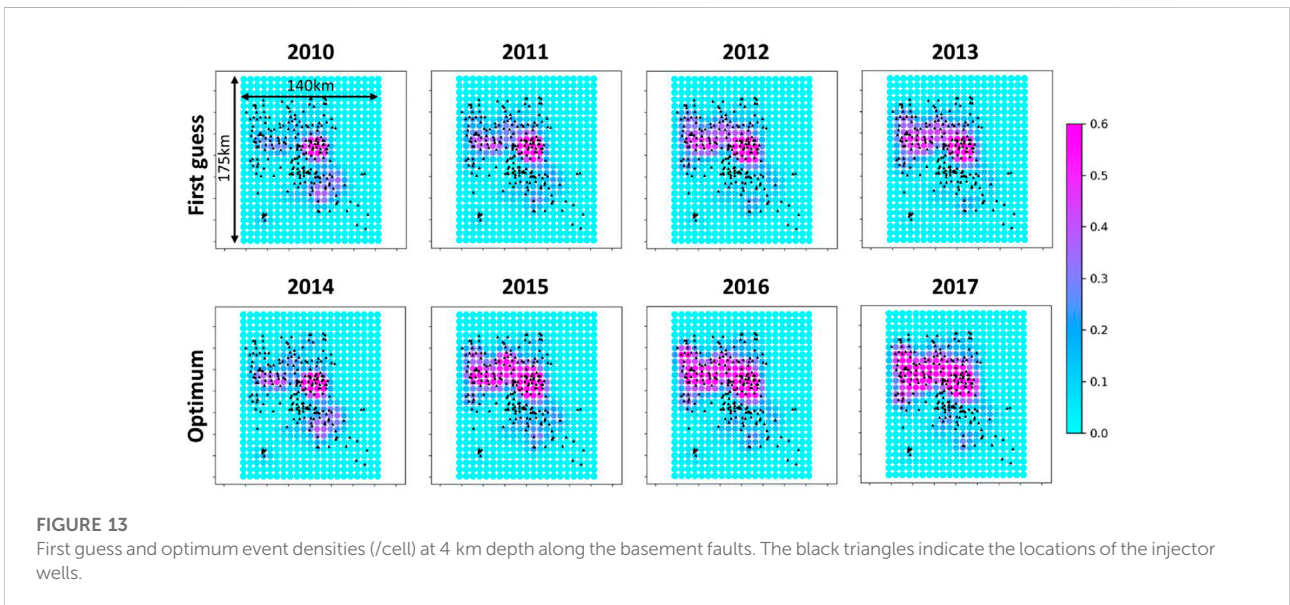 2010 2011 2012 2013
First guess
140km
175km
0.6
0.5
0.4
0.3
0.2
0.1
0.0
2014 2015 2016 2017
Optimum
FIGURE 13
First guess and optimum event densities (/cell) at 4 km depth along the basement faults. The black triangles indicate the locations of the injector
wells.